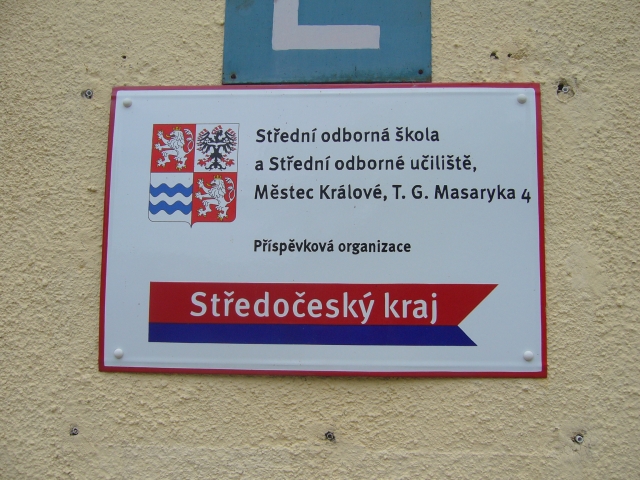 Střední odborná škola
a Střední odborné učiliště,
Městec Králové, T. G. Masaryka 4
Příspěvková organizace
Středočeský kraj